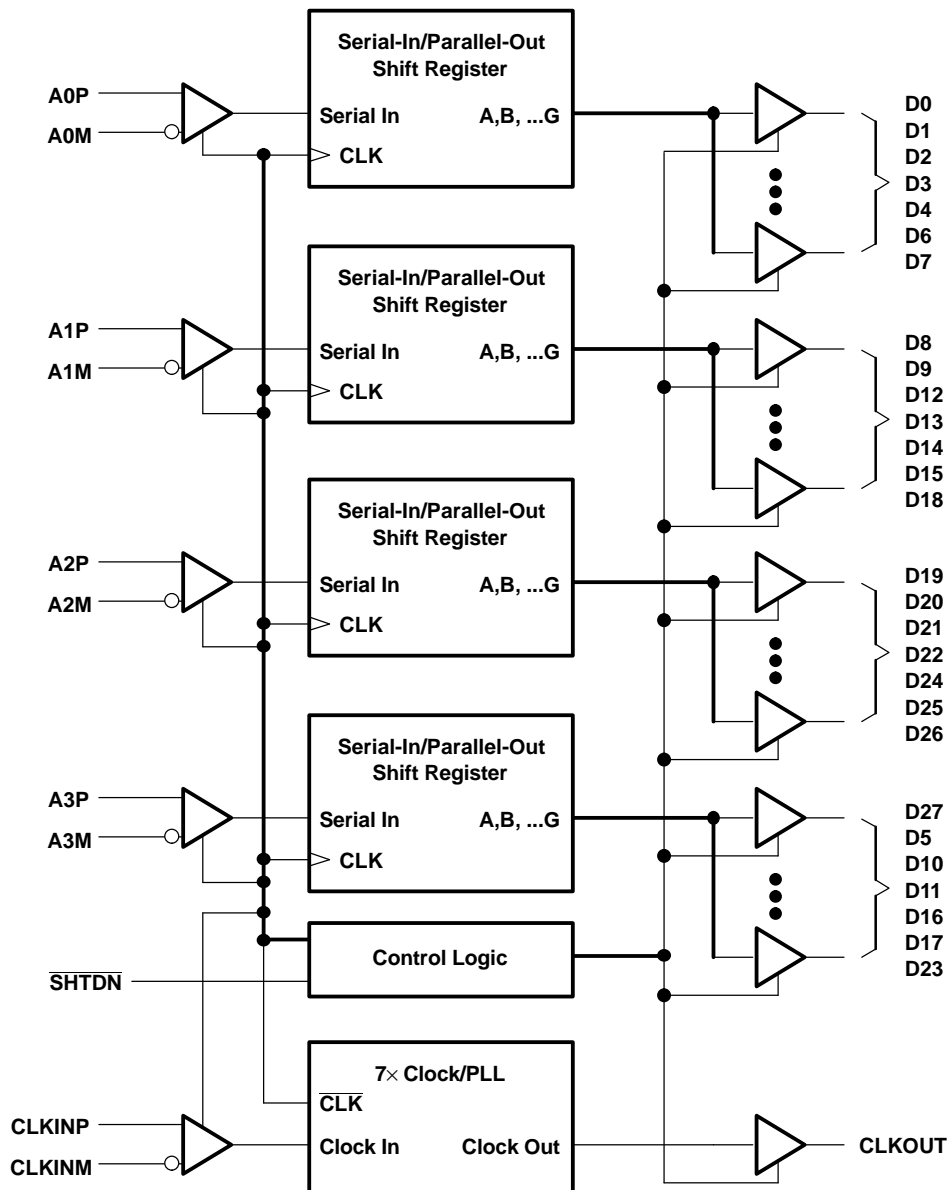 Serial-In/Parallel-Out
Shift Register
A0P
A0M
Serial In
A,B, ...G
CLK
D0
D1
D2
D3
D4
D6
D7
Serial-In/Parallel-Out
Shift Register
A1P
A1M
Serial In
A,B, ...G
CLK
D8
D9
D12
D13
D14
D15
D18
Serial-In/Parallel-Out
Shift Register
A2P
A2M
Serial In
A,B, ...G
CLK
D19
D20
D21
D22
D24
D25
D26
Serial-In/Parallel-Out
Shift Register
A3P
A3M
Serial In
A,B, ...G
CLK
D27
D5
D10
D11
D16
D17
D23
Control Logic
S̅H̅T̅D̅N̅
7× Clock/PLL
C̅L̅K̅
CLKINP
CLKINM
Clock In
Clock Out
CLKOUT